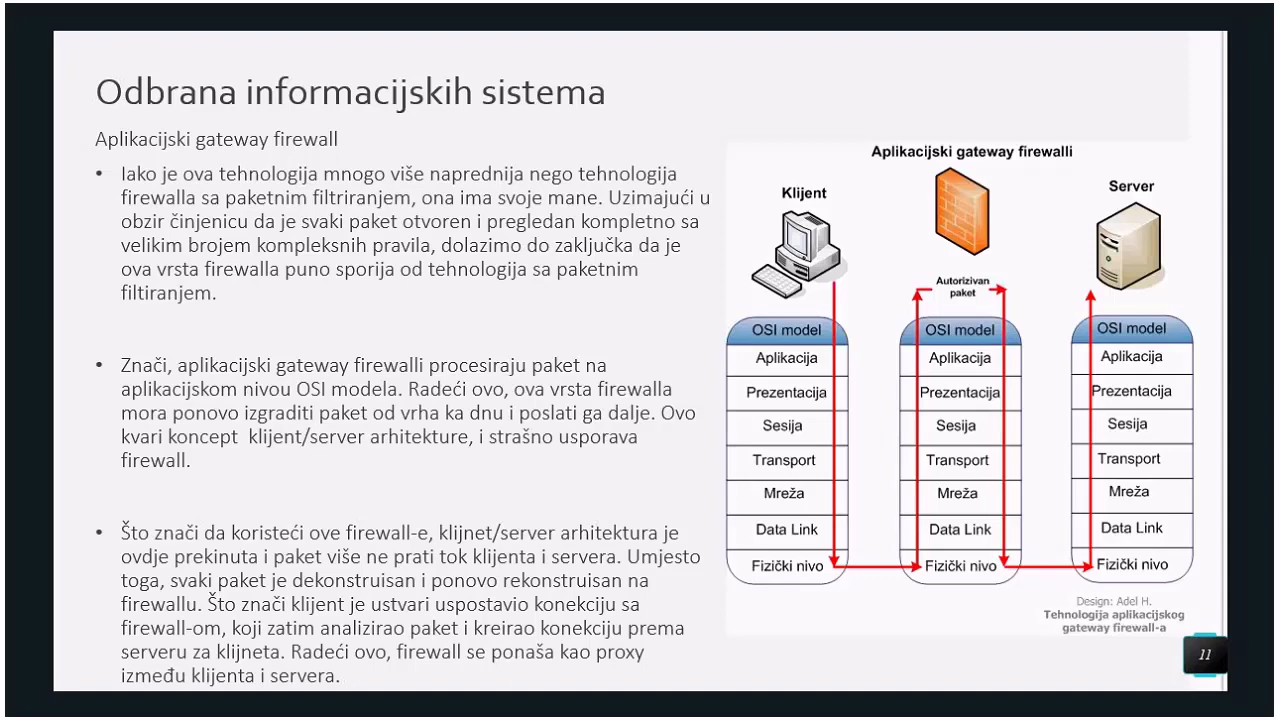 Odbrana informacijskih sistema
Aplikacijski gateway firewall
• Iako je ova tehnologija mnogo više naprednija nego tehnologija
firewalla sa paketnim filtriranjem, ona ima svoje mane. Uzimajući u
obzir činjenicu da je svaki paket otvoren i pregledan kompletno sa
velikim brojem kompleksnih pravila, dolazimo do zaključka da je
ova vrsta firewalla puno sporija od tehnologija sa paketnim
filtiranjem.
• Znači, aplikacijski gateway firewalli procesiraju paket na
aplikacijskom nivou OSI modela. Radeći ovo, ova vrsta firewalla
mora ponovo izgraditi paket od vrha ka dnu i poslati ga dalje. Ovo
kvari koncept klijent/server arhitekture, i strašno usporava
firewall.
• Što znači da koristeći ove firewall-e, klijnet/server arhitektura je
ovdje prekinuta i paket više ne prati tok klijenta i servera. Umjesto
toga, svaki paket je dekonstruisan i ponovo rekonstruisan na
firewallu. Što znači klijent je ustvari uspostavio konekciju sa
firewall-om, koji zatim analizirao paket i kreirao konekciju prema
serveru za klijneta. Radeći ovo, firewall se ponaša kao proxy
između klijenta i servera.
Aplikacijski gateway firewalli
Klijent
Server
Autorizivan
paket
OSI model
Aplikacija
Prezentacija
Sesija
Transport
Mreža
Data Link
Fizički nivo
OSI model
Aplikacija
Prezentacija
Sesija
Transport
Mreža
Data Link
Fizički nivo
OSI model
Aplikacija
Prezentacija
Sesija
Transport
Mreža
Data Link
Fizički nivo
Design: Adel H.
Tehnologija aplikacijskog
gateway firewall-a
11